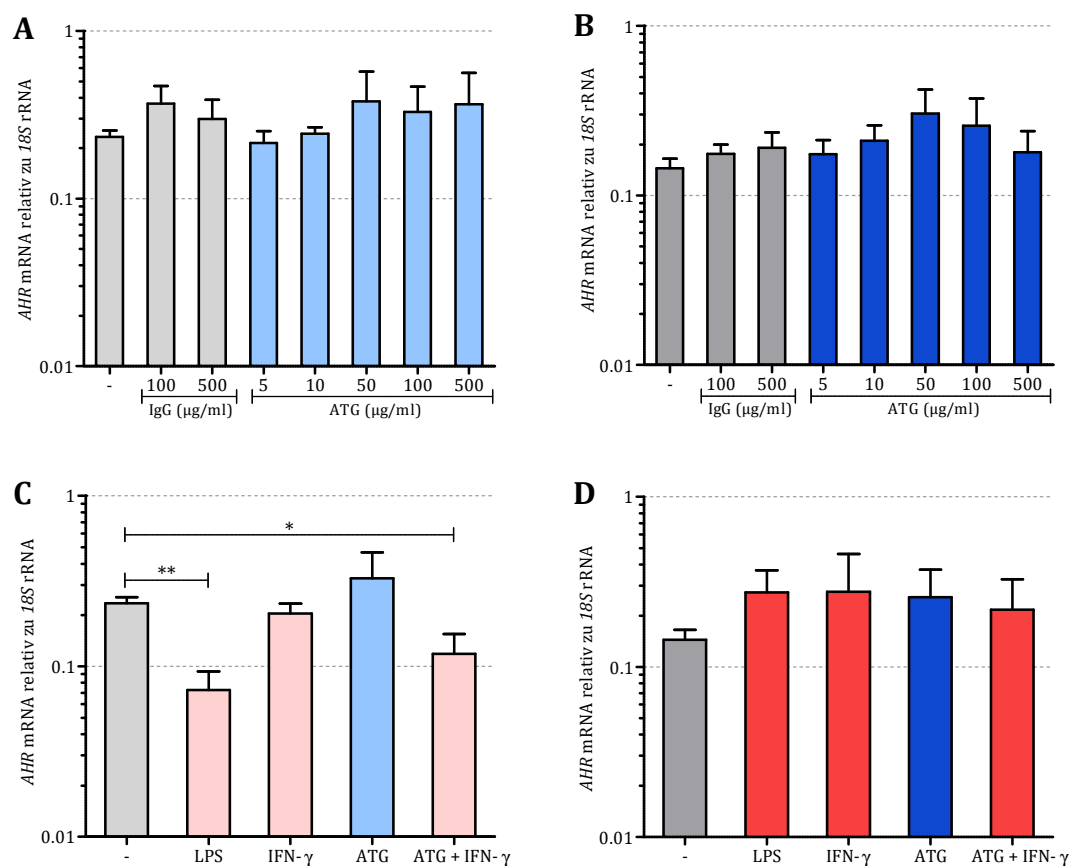 A
AHR mRNA relativ zu 18S rRNA
1
0.1
0.01
- 100 500 5 10 50 100 500
IgG (µg/ml) ATG (µg/ml)
B
AHR mRNA relativ zu 18S rRNA
1
0.1
0.01
- 100 500 5 10 50 100 500
IgG (µg/ml) ATG (µg/ml)
C
AHR mRNA relativ zu 18S rRNA
1
*
**
0.1
0.01
- LPS IFN- γ ATG ATG + IFN- γ
D
AHR mRNA relativ zu 18S rRNA
1
0.1
0.01
- LPS IFN- γ ATG ATG + IFN- γ